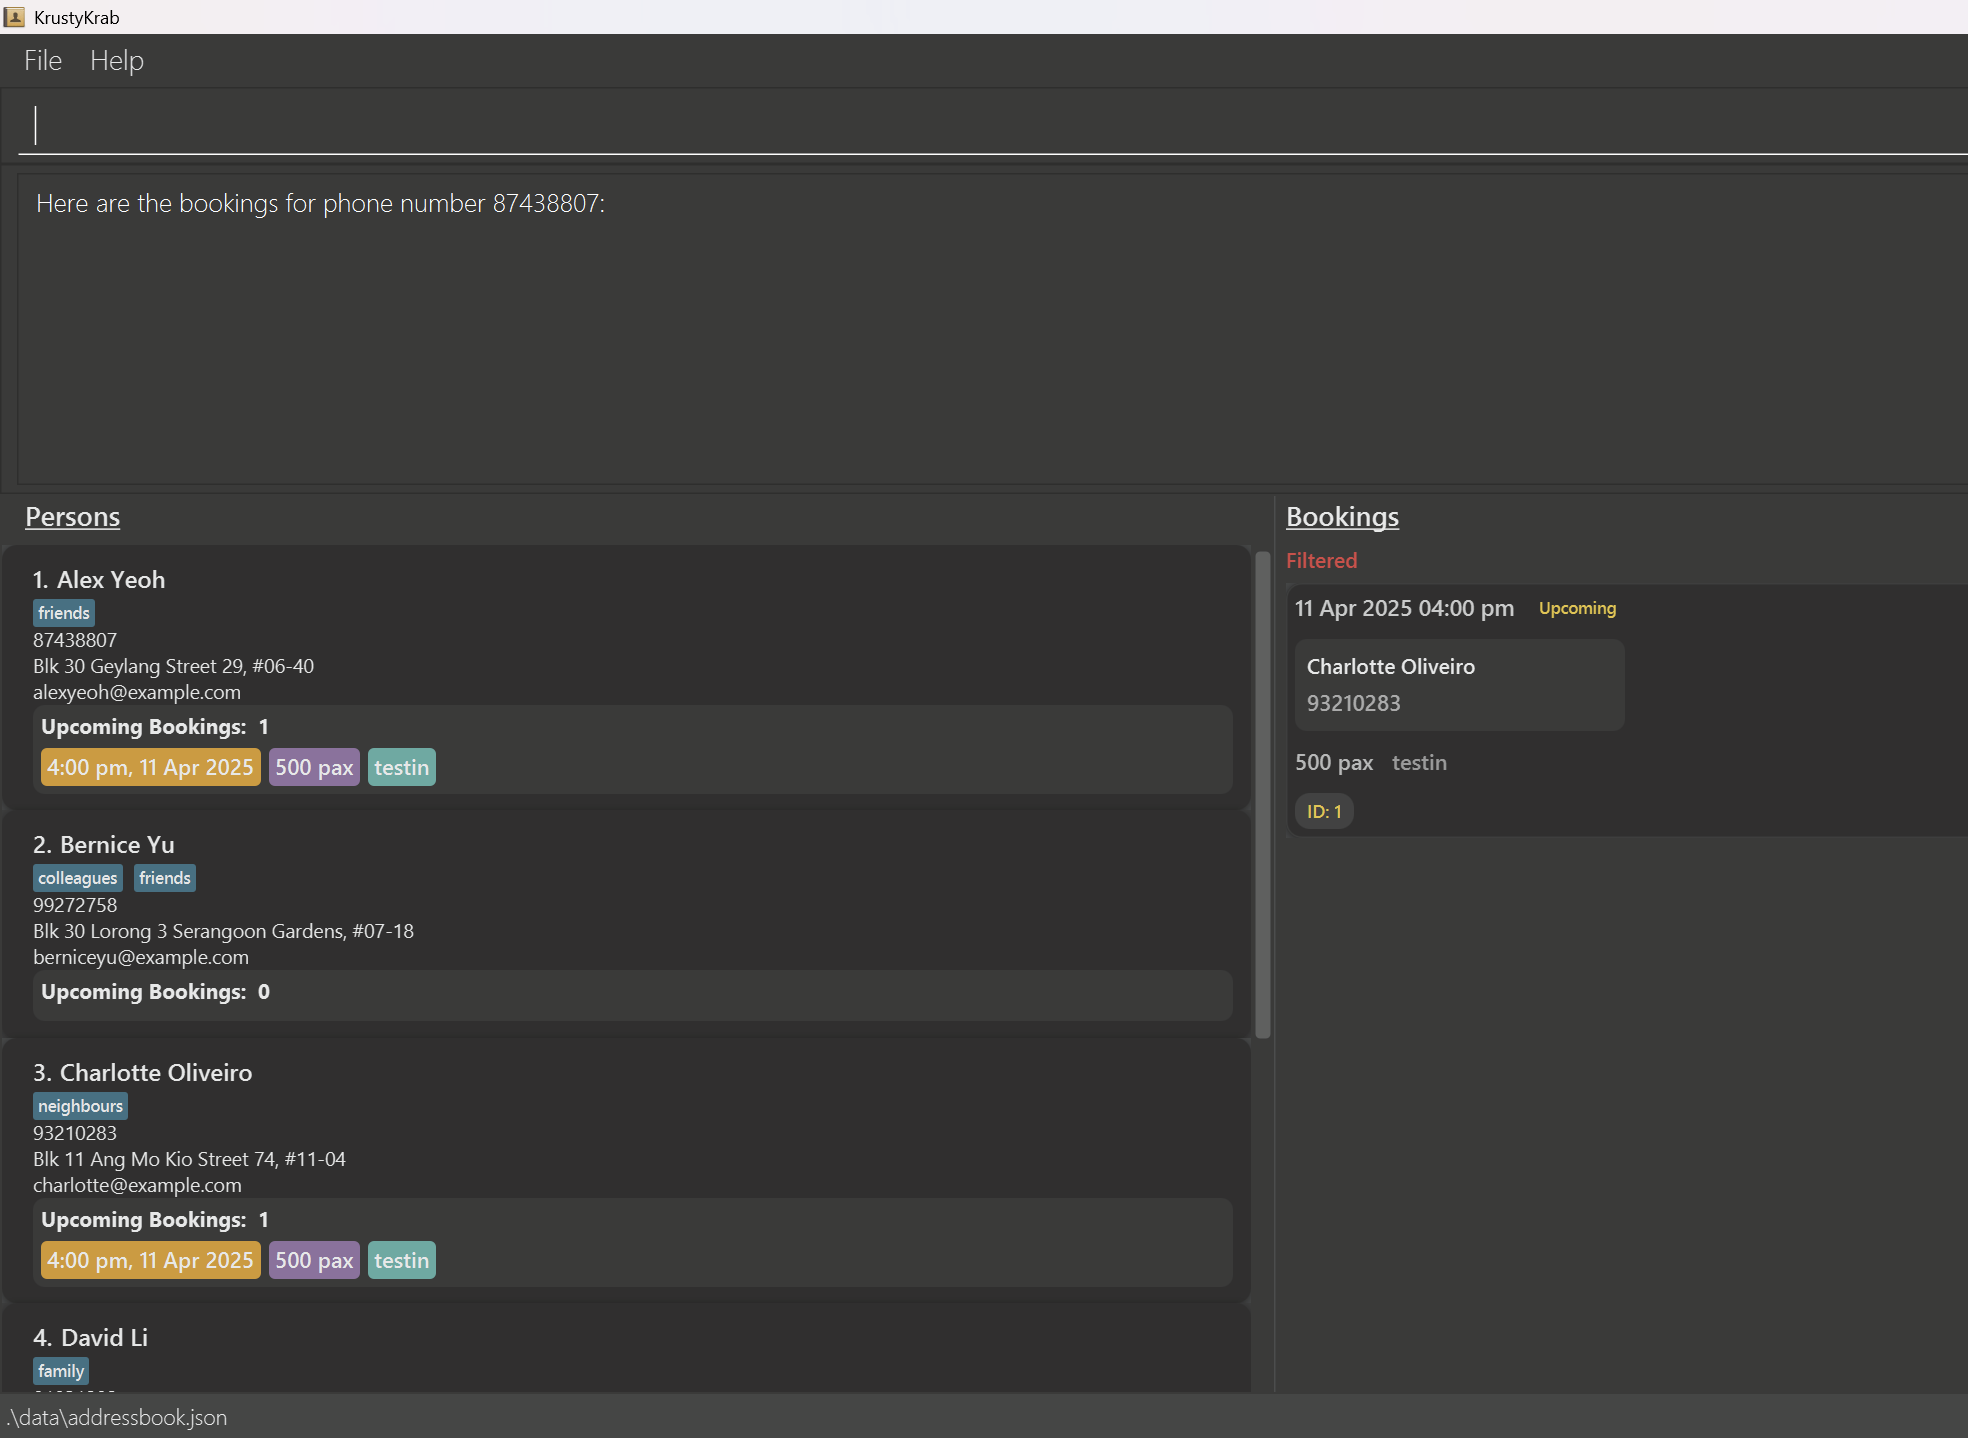 KrustyKrab
File Help
Here are the bookings for phone number 87438807:
Persons
1. Alex Yeoh
friends
87438807
Blk 30 Geylang Street 29, #06-40
alexyeoh@example.com
Upcoming Bookings: 1
4:00 pm, 11 Apr 2025 500 pax testin
2. Bernice Yu
colleagues friends
99272758
Blk 30 Lorong 3 Serangoon Gardens, #07-18
berniceyu@example.com
Upcoming Bookings: 0
3. Charlotte Oliveiro
neighbours
93210283
Blk 11 Ang Mo Kio Street 74, #11-04
charlotte@example.com
Upcoming Bookings: 1
4:00 pm, 11 Apr 2025 500 pax testin
4. David Li
family
Bookings
Filtered
11 Apr 2025 04:00 pm Upcoming
Charlotte Oliveiro
93210283
500 pax testin
ID: 1
.\data\addressbook.json